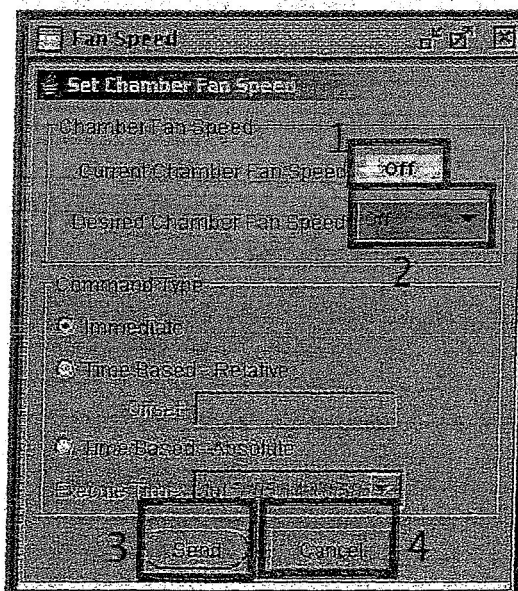 Fan Speed
Set Chamber Fan Speed
Chamber Fan Speed
1
Current Chamber Fan Speed Off
Desired Chamber Fan Speed Off
2
Command Type
Immediate
Time Based - Relative
Offset
Time Based - Absolute
Execute Time
3 Send Cancel 4